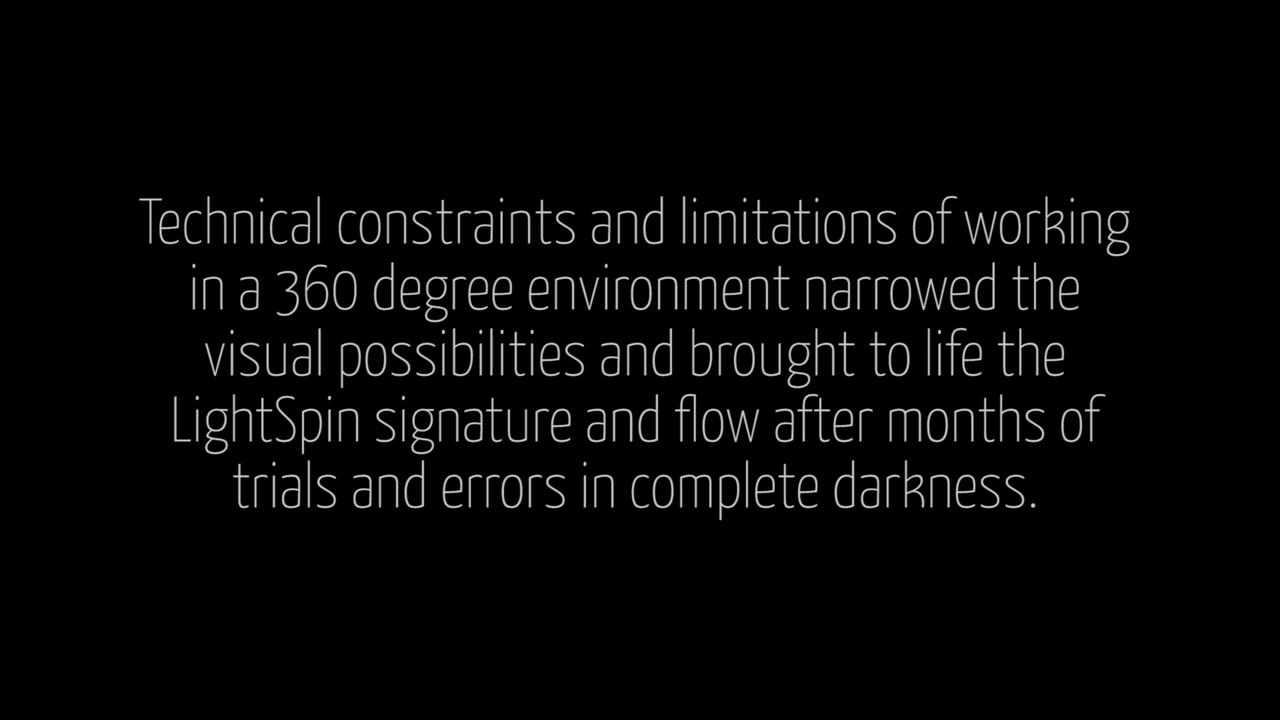 Technical constraints and limitations of working
in a 360 degree environment narrowed the
visual possibilities and brought to life the
LightSpin signature and flow after months of
trials and errors in complete darkness.